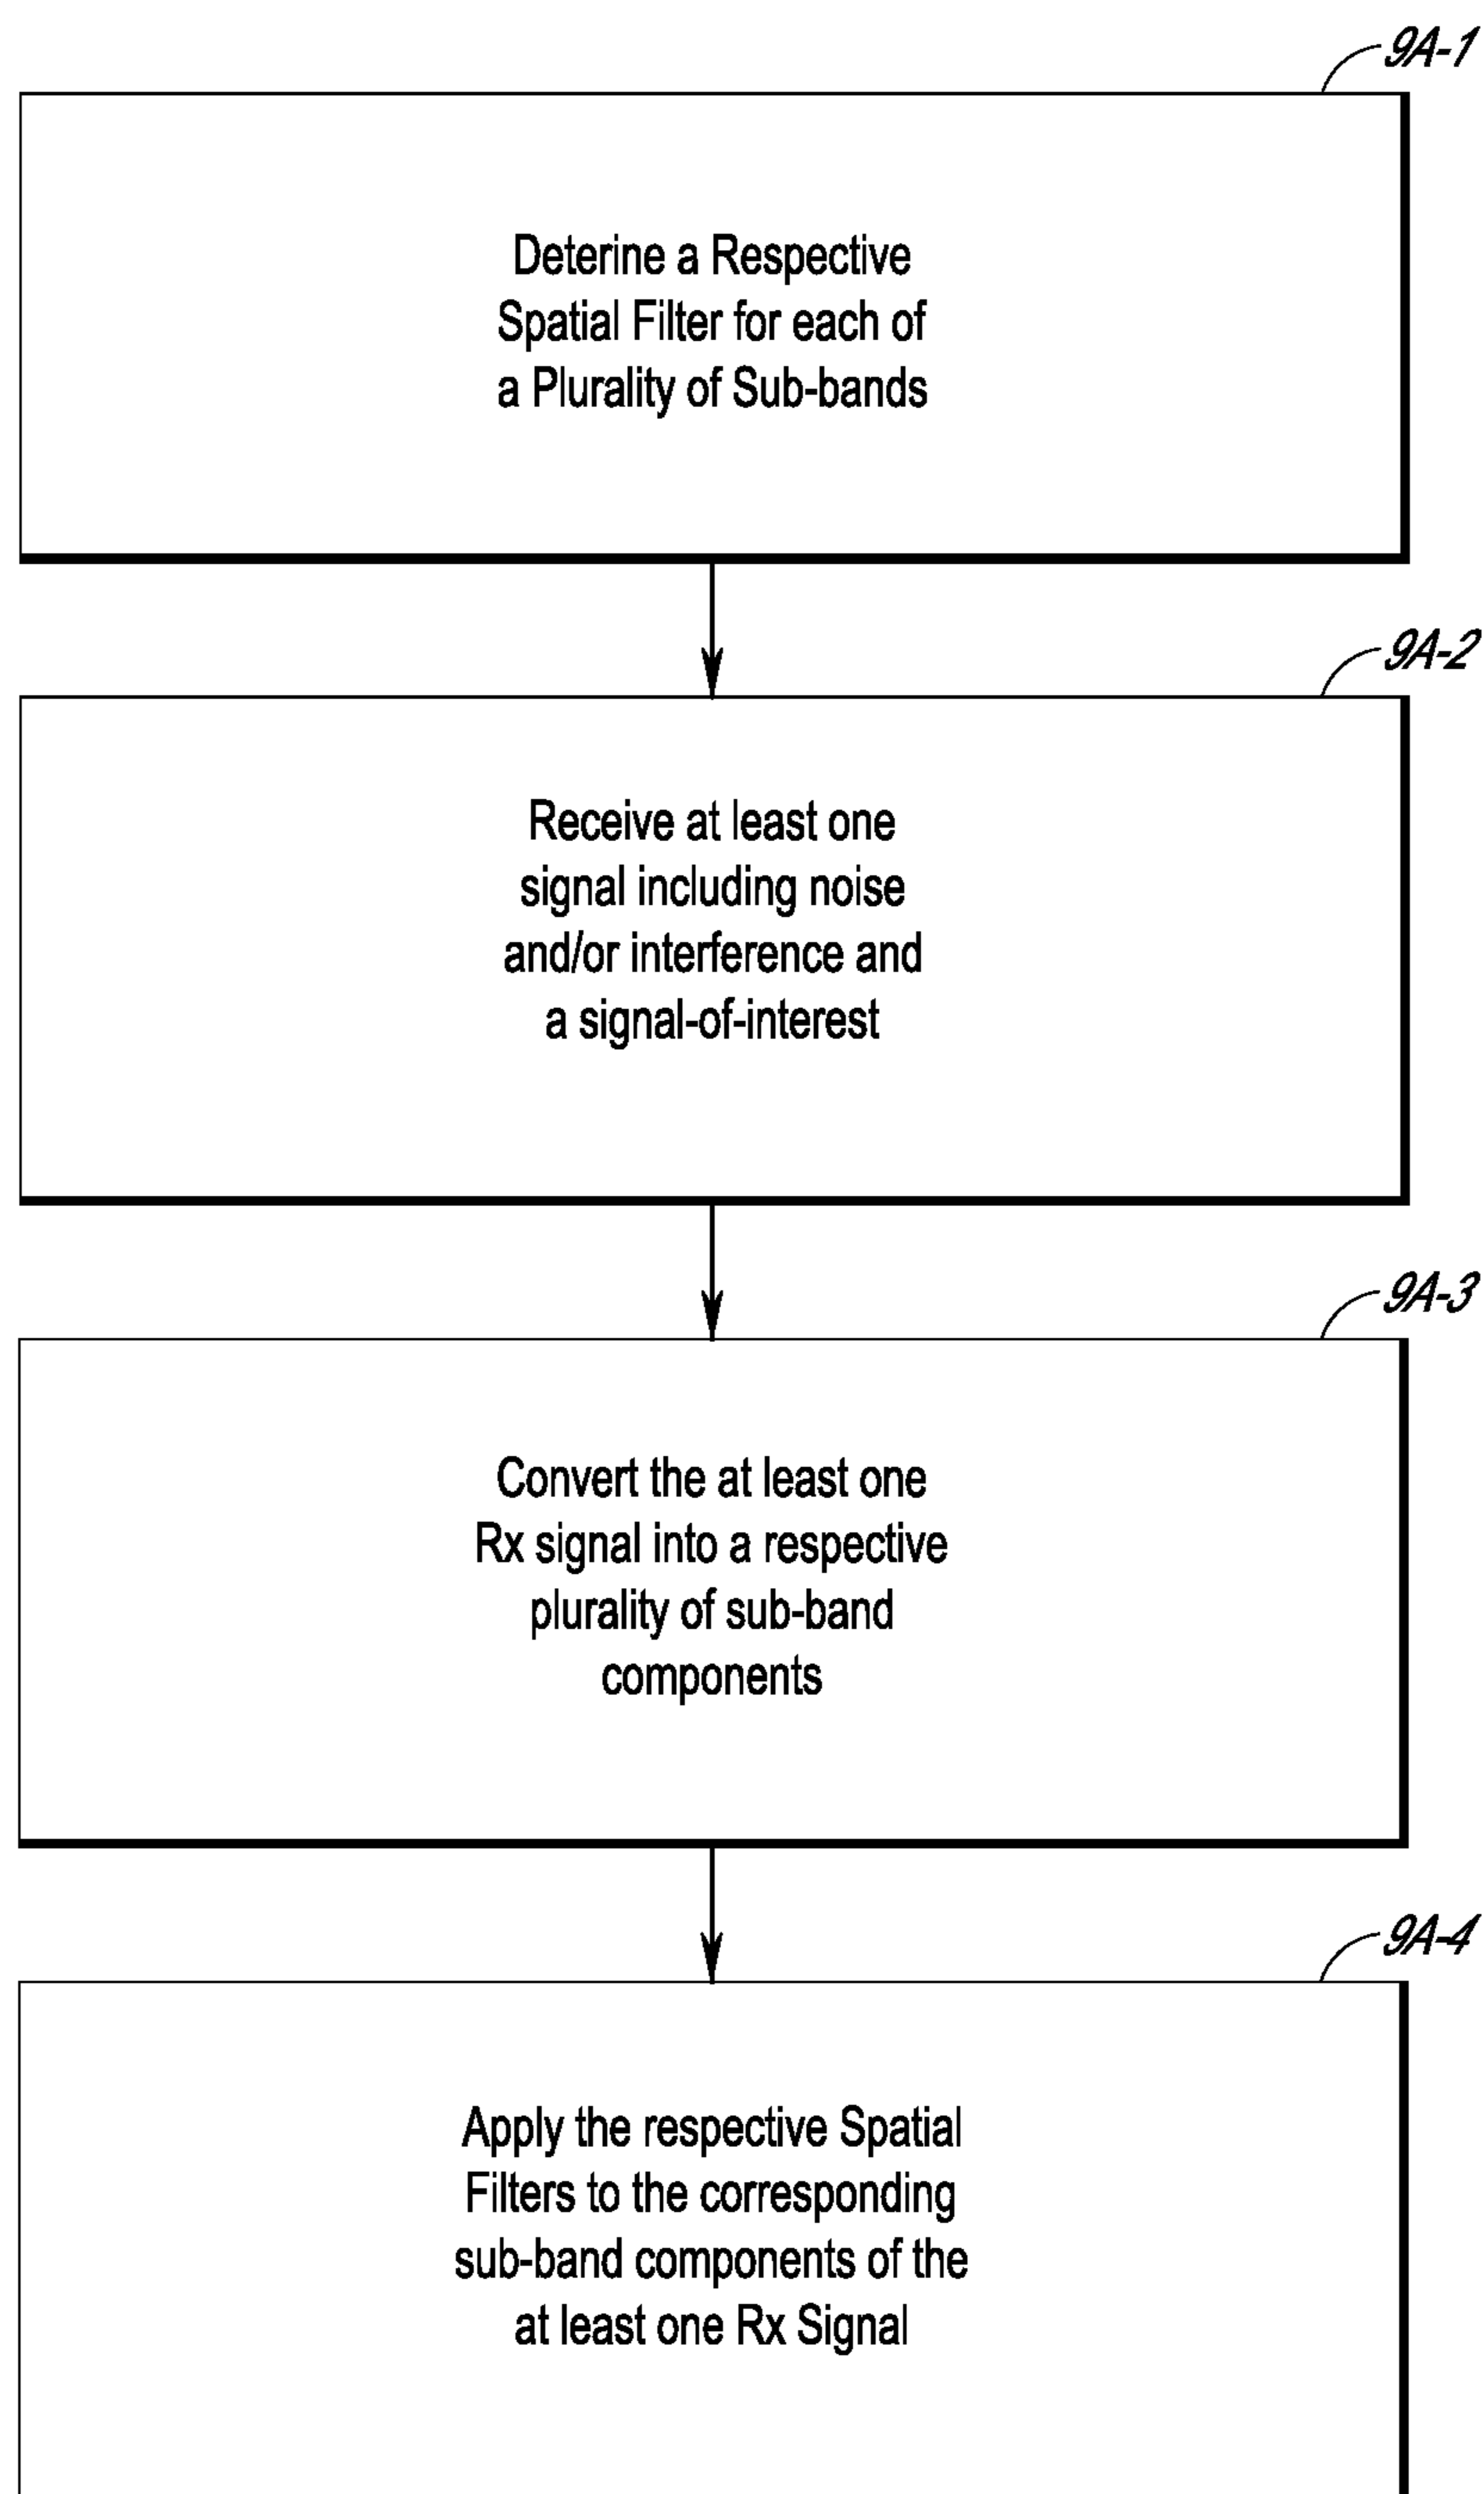 9A-1
Deterine a Respective
Spatial Filter for each of
a Plurality of Sub-bands
9A-2
Receive at least one
signal including noise
and/or interference and
a signal-of-interest
9A-3
Convert the at least one
Rx signal into a respective
plurality of sub-band
components
9A-4
Apply the respective Spatial
Filters to the corresponding
sub-band components of the
at least one Rx Signal